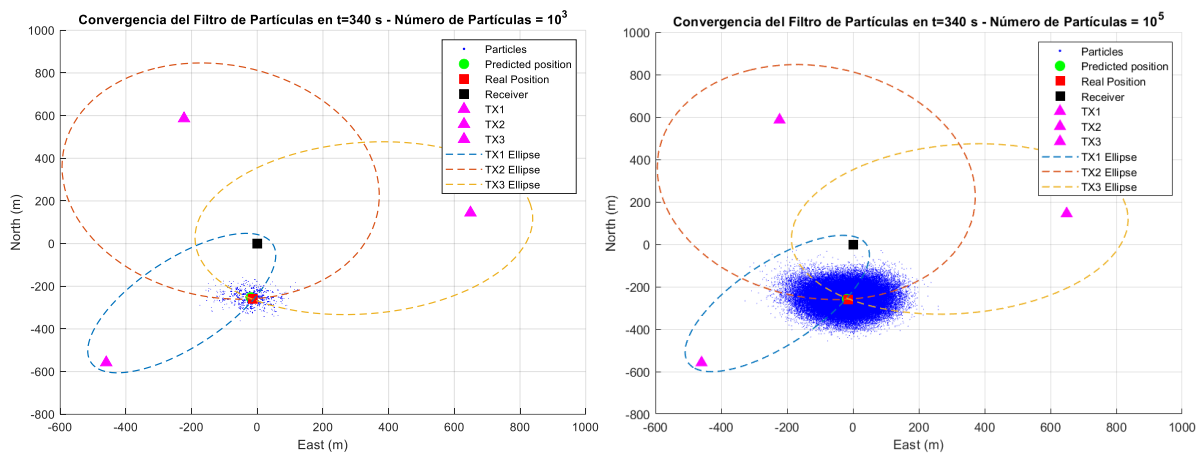 Convergencia del Filtro de Partículas en t=340 s - Número de Partículas = 10³
1000
800
600
400
200
0
-200
-400
-600
-800
North (m)
-600
-400
-200
0
200
400
600
800
1000
East (m)
Particles
Predicted position
Real Position
Receiver
TX1
TX2
TX3
TX1 Ellipse
TX2 Ellipse
TX3 Ellipse
Convergencia del Filtro de Partículas en t=340 s - Número de Partículas = 10⁵
1000
800
600
400
200
0
-200
-400
-600
-800
North (m)
-600
-400
-200
0
200
400
600
800
1000
East (m)
Particles
Predicted position
Real Position
Receiver
TX1
TX2
TX3
TX1 Ellipse
TX2 Ellipse
TX3 Ellipse